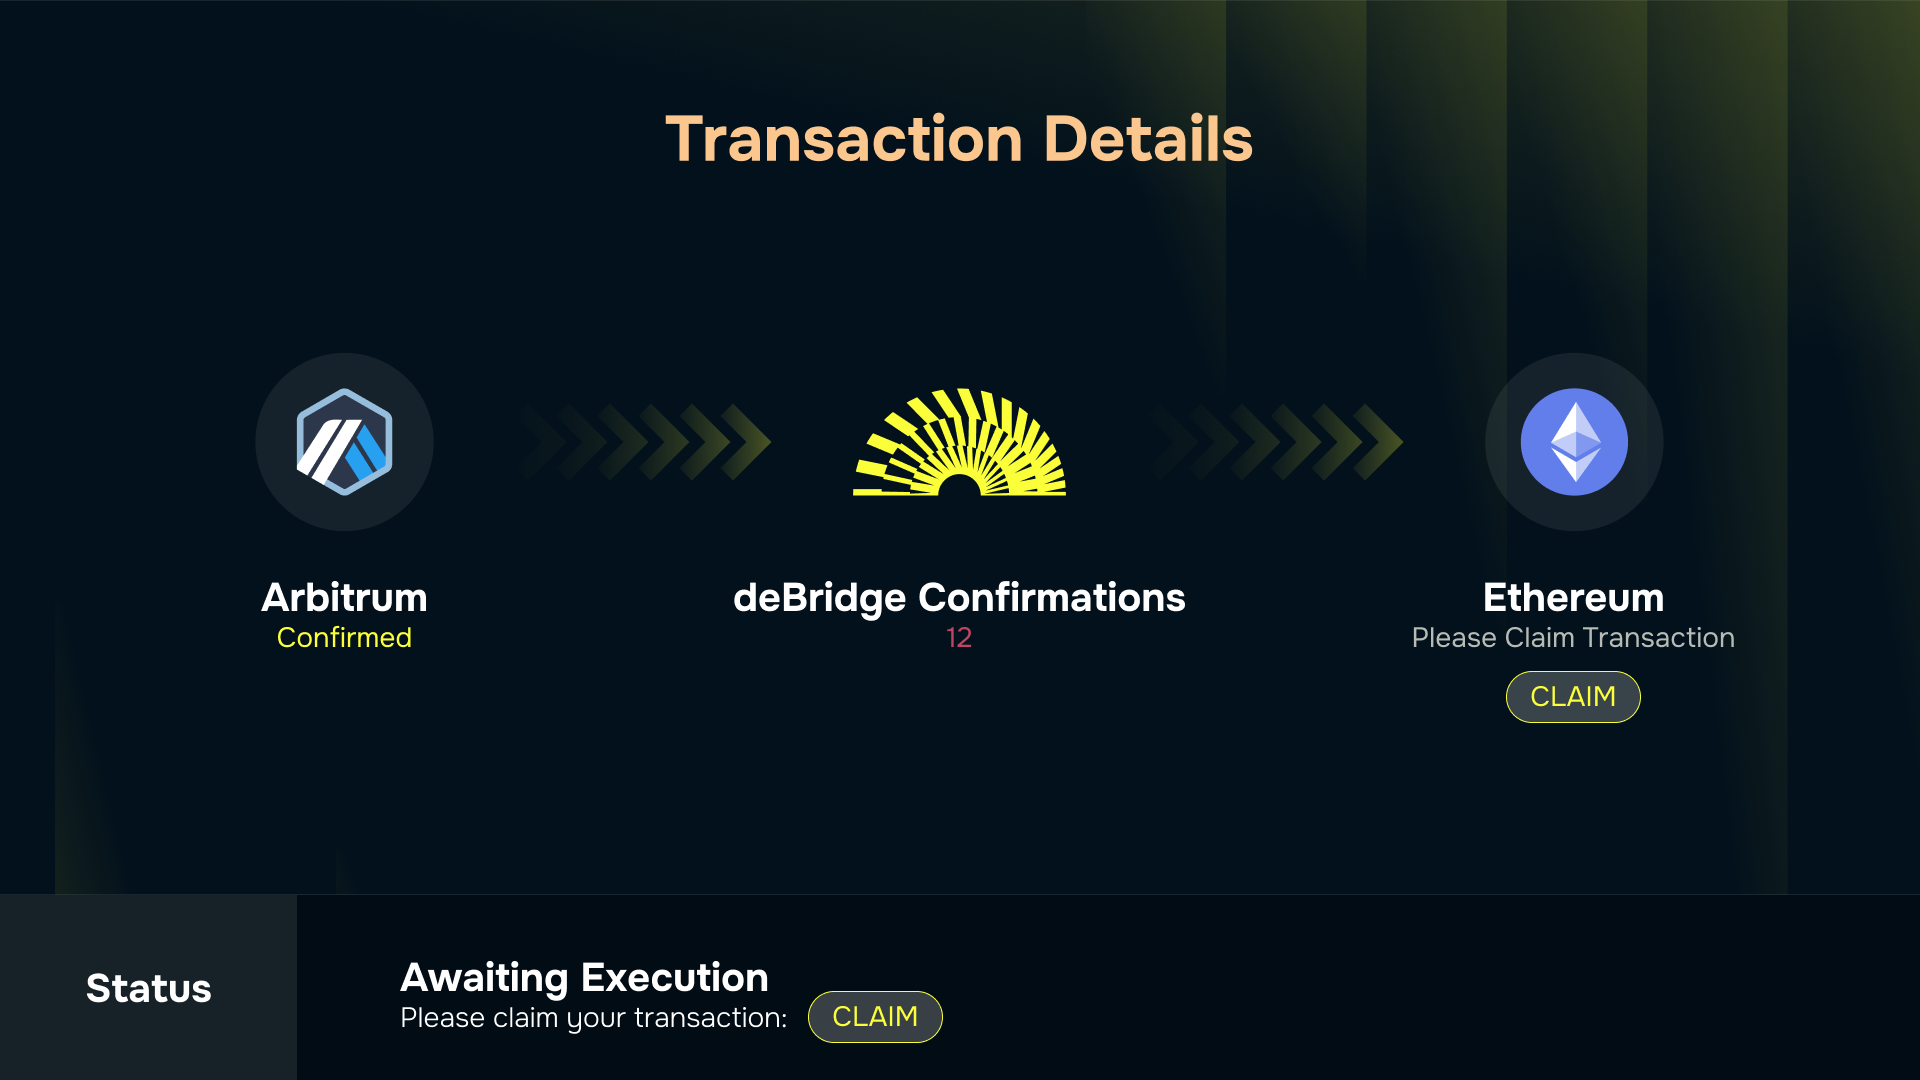 Transaction Details
Arbitrum
Confirmed
deBridge Confirmations
12
Ethereum
Please Claim Transaction
CLAIM
Status
Awaiting Execution
Please claim your transaction:
CLAIM